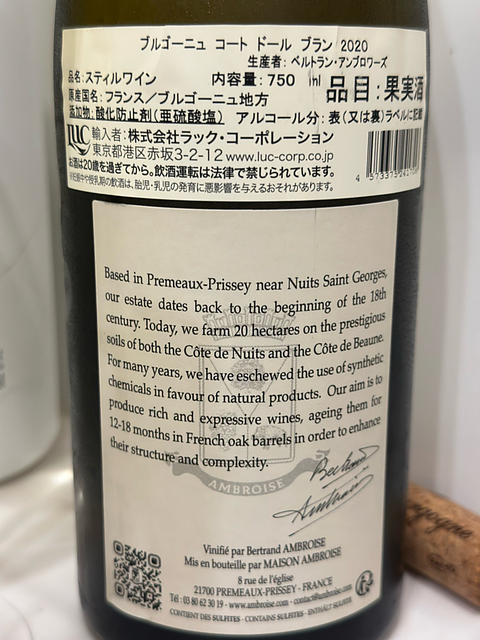 ブルゴーニュ コート ドール ブラン 2020
生産者: ベルトラン・アンブロワーズ
品名:スティルワイン 内容量:750 ml 品目:果実酒
原産国名:フランス/ブルゴーニュ地方
添加物:酸化防止剤(亜硫酸塩) アルコール分:表(又は裏)ラベルに記載
LUC 輸入者:株式会社ラック・コーポレーション
東京都港区赤坂3-2-12 www.luc-corp.co.jp
お酒は20歳を過ぎてから。飲酒運転は法律で禁じられています。
妊娠中や授乳期の飲酒は、胎児・乳児の発育に悪影響を与えるおそれがあります。
Based in Premeaux-Prissey near Nuits Saint Georges,
our estate dates back to the beginning of the 18th
century. Today, we farm 20 hectares on the prestigious
soils of both the Côte de Nuits and the Côte de Beaune.
For many years, we have eschewed the use of synthetic
chemicals in favour of natural products. Our aim is to
produce rich and expressive wines, ageing them for
12-18 months in French oak barrels in order to enhance
their structure and complexity.
AMBROISE
Bertrand
Ambroise
Vinifié par Bertrand AMBROISE
Mis en bouteille par MAISON AMBROISE
8 rue de l'église
21700 PREMEAUX-PRISSEY - FRANCE
Tél : 03 80 62 30 19 - www.ambroise.com - contact@ambroise.com
CONTIENT DES SULFITES - CONTAINS SULFITES - ENTHÄLT SULFITE